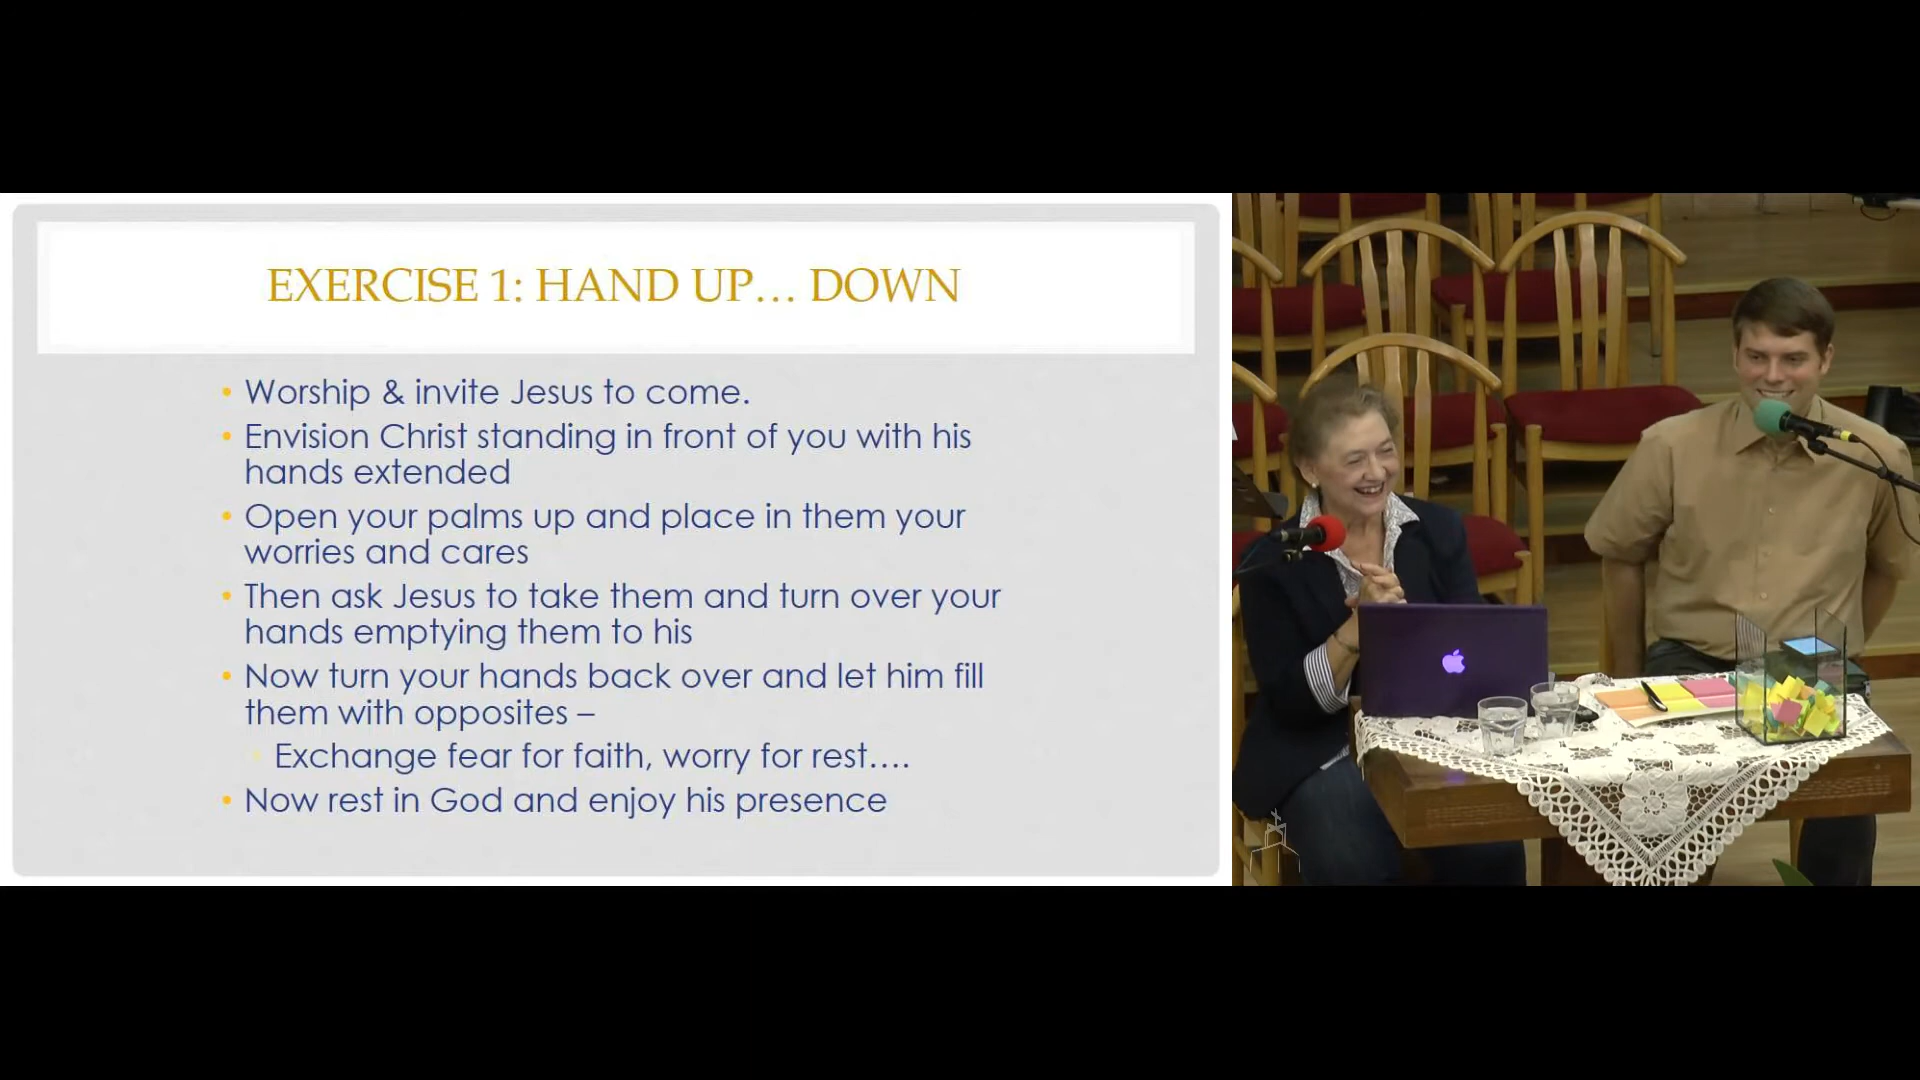 EXERCISE 1: HAND UP… DOWN
• Worship & invite Jesus to come.
• Envision Christ standing in front of you with his
hands extended
• Open your palms up and place in them your
worries and cares
• Then ask Jesus to take them and turn over your
hands emptying them to his
• Now turn your hands back over and let him fill
them with opposites –
• Exchange fear for faith, worry for rest….
• Now rest in God and enjoy his presence